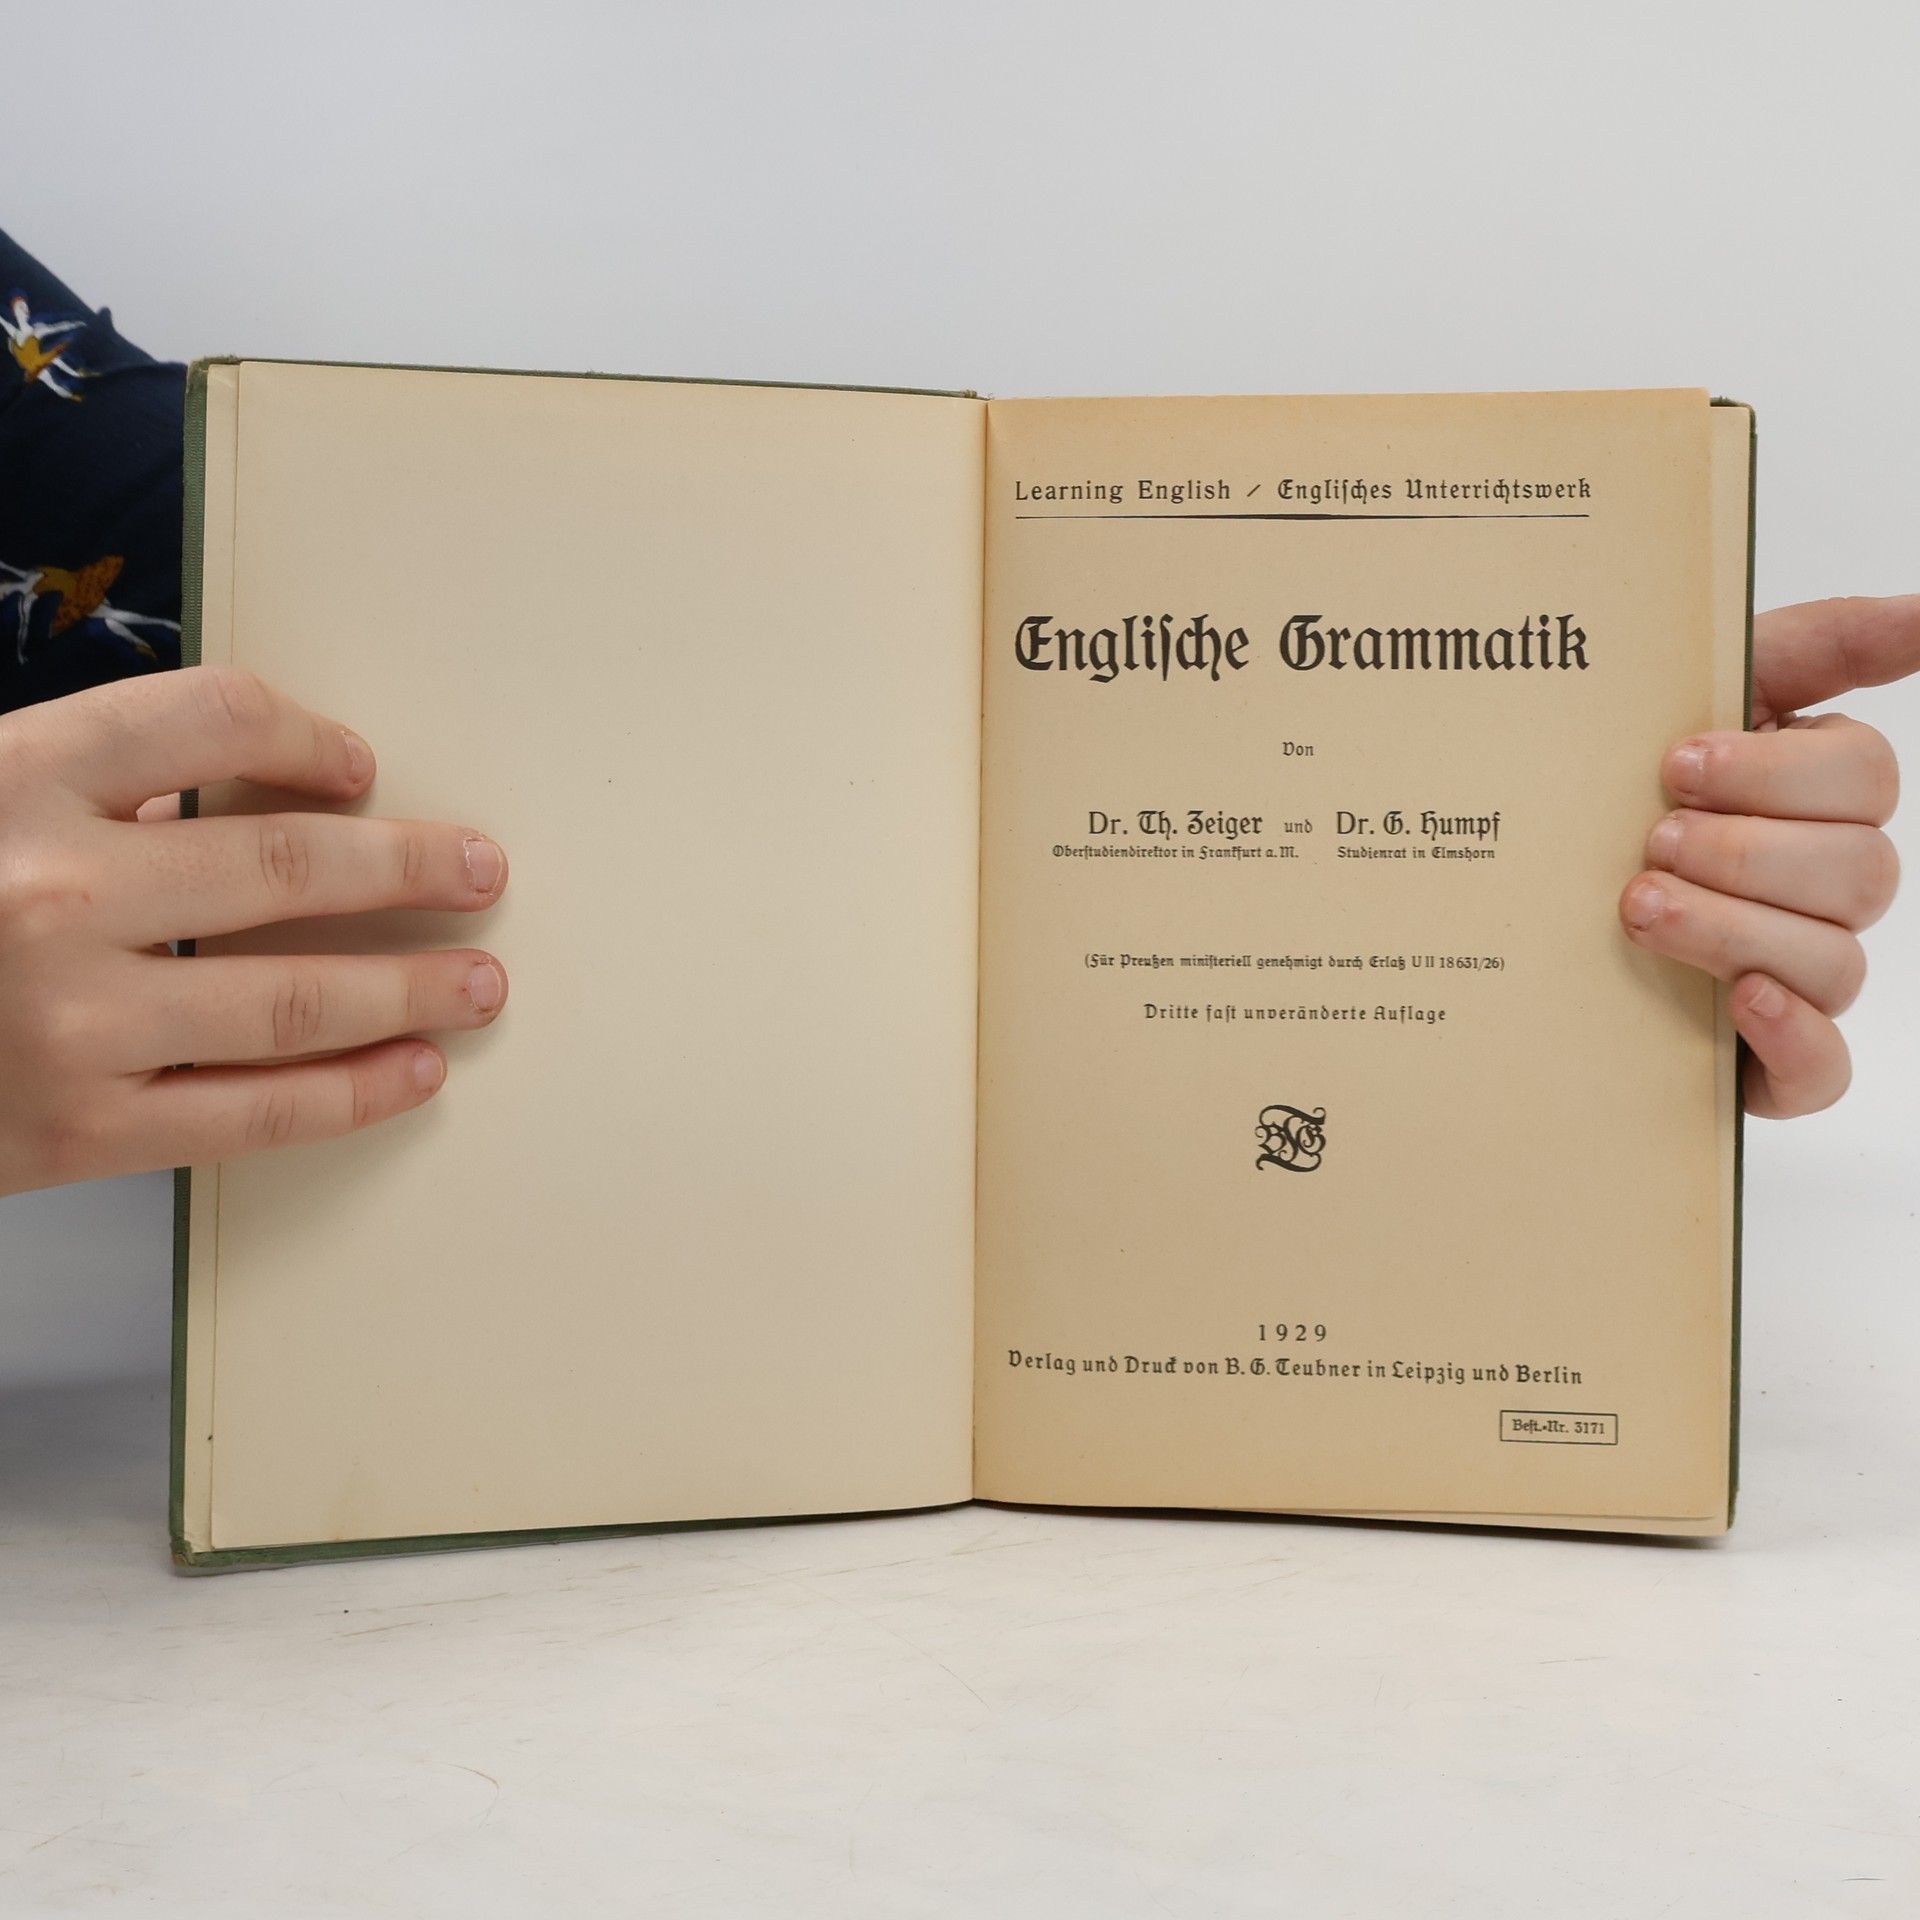 Learning English / Engliſches Unterrichtswerk
Engliſche Grammatik
Von
Dr. Th. Zeiger und Dr. G. Humpf
Oberſtudiendirektor in Frankfurt a. M. Studienrat in Elmshorn
(Für Preußen miniſteriell genehmigt durch Erlaß U II 18631/26)
Dritte faſt unveränderte Auflage
BGT
1929
Verlag und Druck von B. G. Teubner in Leipzig und Berlin
Beſt.-Nr. 3171